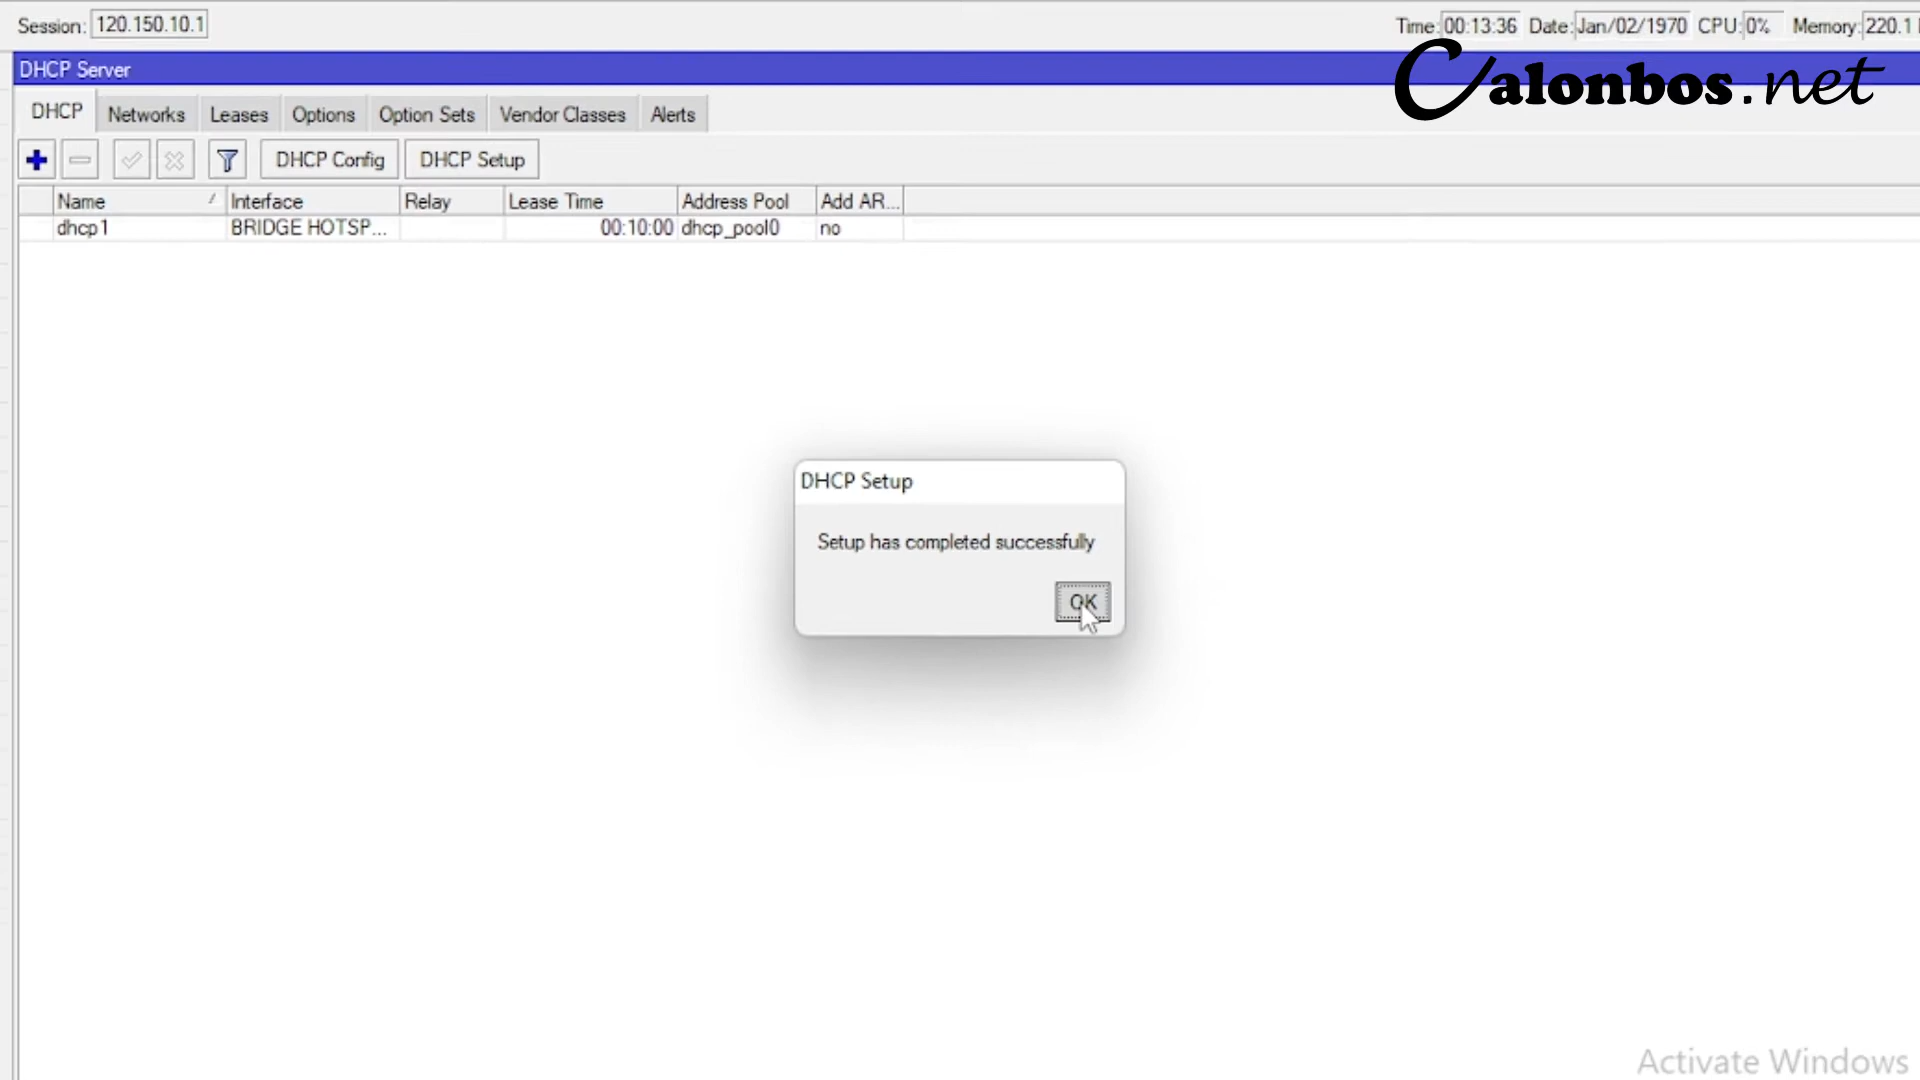 Session: 120.150.10.1
Time: 00:13:36 Date: Jan/02/1970 CPU: 0% Memory: 220.1
DHCP Server
Calonbos.net
DHCP Networks Leases Options Option Sets Vendor Classes Alerts
DHCP Config DHCP Setup
Name Interface Relay Lease Time Address Pool Add AR...
dhcp1 BRIDGE HOTSP... 00:10:00 dhcp_pool0 no
DHCP Setup
Setup has completed successfully
OK
Activate Windows